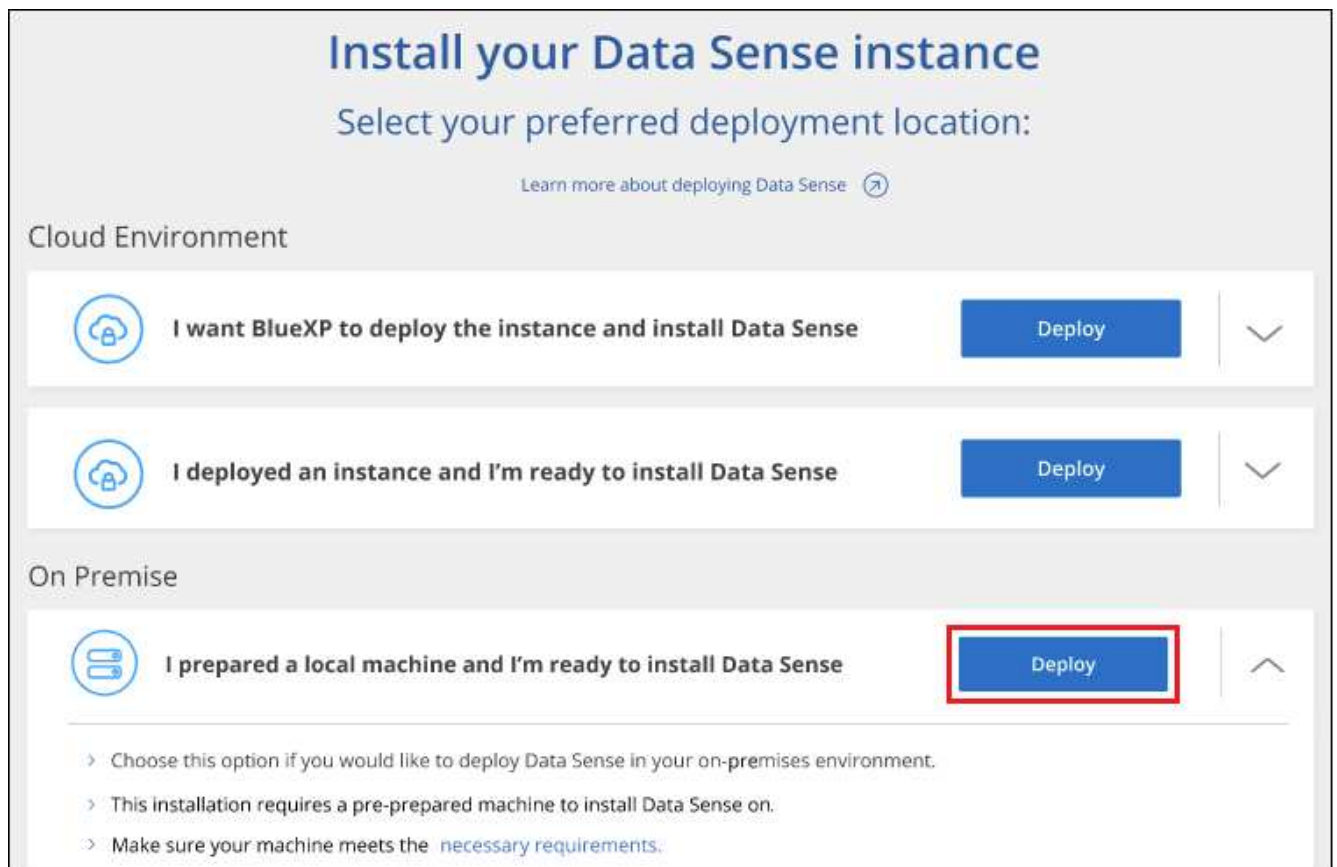 Install your Data Sense instance
Select your preferred deployment location:
Learn more about deploying Data Sense
Cloud Environment
I want BlueXP to deploy the instance and install Data Sense
Deploy
I deployed an instance and I'm ready to install Data Sense
Deploy
On Premise
I prepared a local machine and I'm ready to install Data Sense
Deploy
Choose this option if you would like to deploy Data Sense in your on-premises environment.
This installation requires a pre-prepared machine to install Data Sense on.
Make sure your machine meets the necessary requirements.